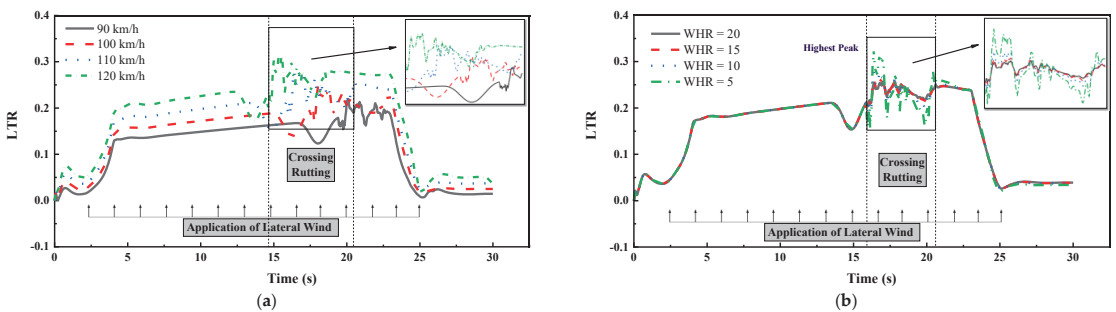 0.4
0.3
0.2
0.1
0.0
-0.1
LTR
90 km/h
100 km/h
110 km/h
120 km/h
Crossing
Rutting
Application of Lateral Wind
0 5 10 15 20 25 30
Time (s)
(a)
0.4
0.3
0.2
0.1
0.0
-0.1
LTR
WHR = 20
WHR = 15
WHR = 10
WHR = 5
Highest Peak
Crossing
Rutting
Application of Lateral Wind
0 5 10 15 20 25 30
Time (s)
(b)